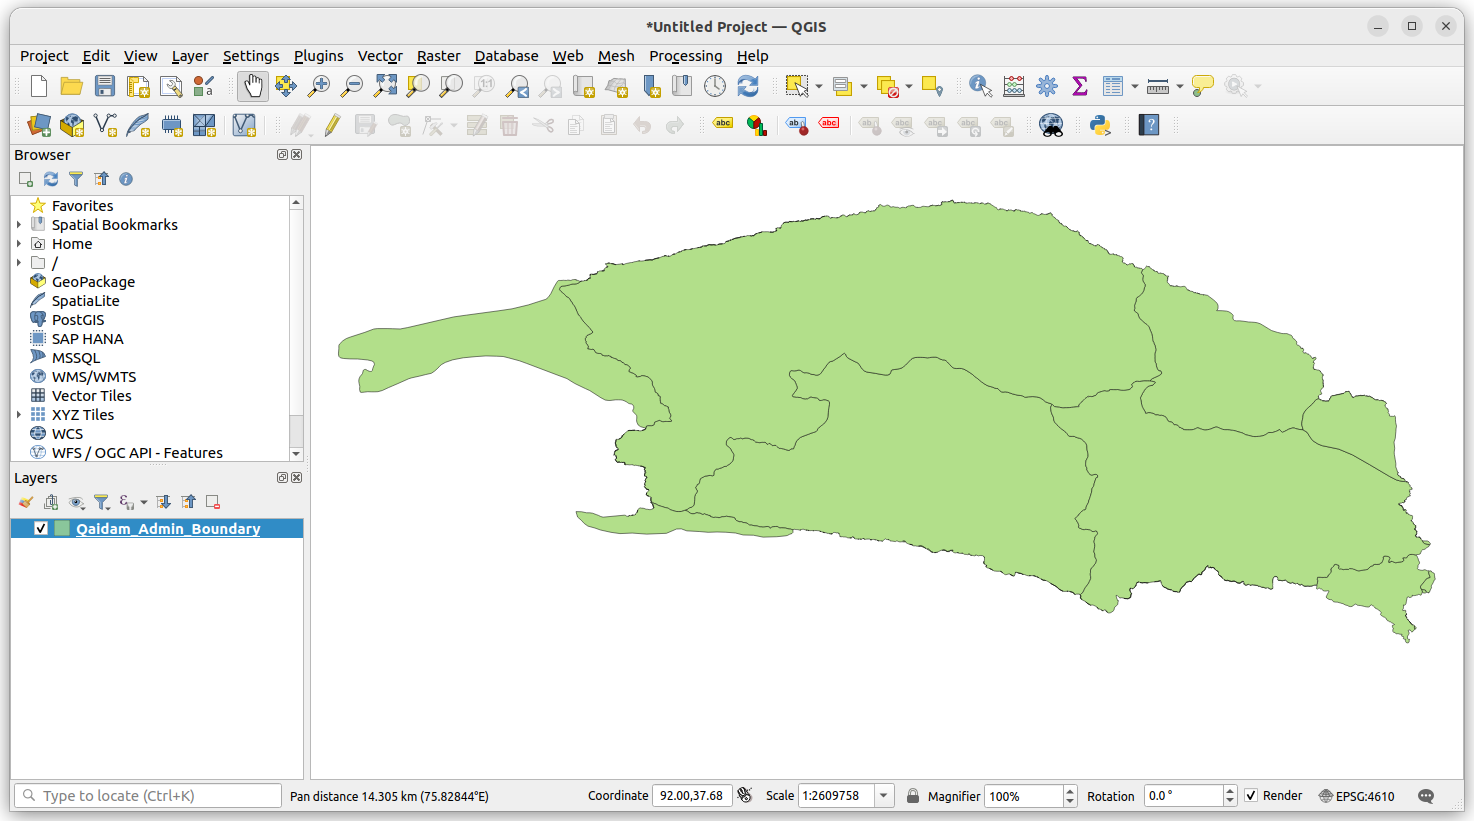 *Untitled Project — QGIS
Project Edit View Layer Settings Plugins Vector Raster Database Web Mesh Processing Help
Browser
Favorites
Spatial Bookmarks
Home
/
GeoPackage
SpatiaLite
PostGIS
SAP HANA
MSSQL
WMS/WMTS
Vector Tiles
XYZ Tiles
WCS
WFS / OGC API - Features
Layers
Qaidam_Admin_Boundary
Type to locate (Ctrl+K) Pan distance 14.305 km (75.82844°E) Coordinate 92.00,37.68 Scale 1:2609758 Magnifier 100% Rotation 0.0 ° Render EPSG:4610